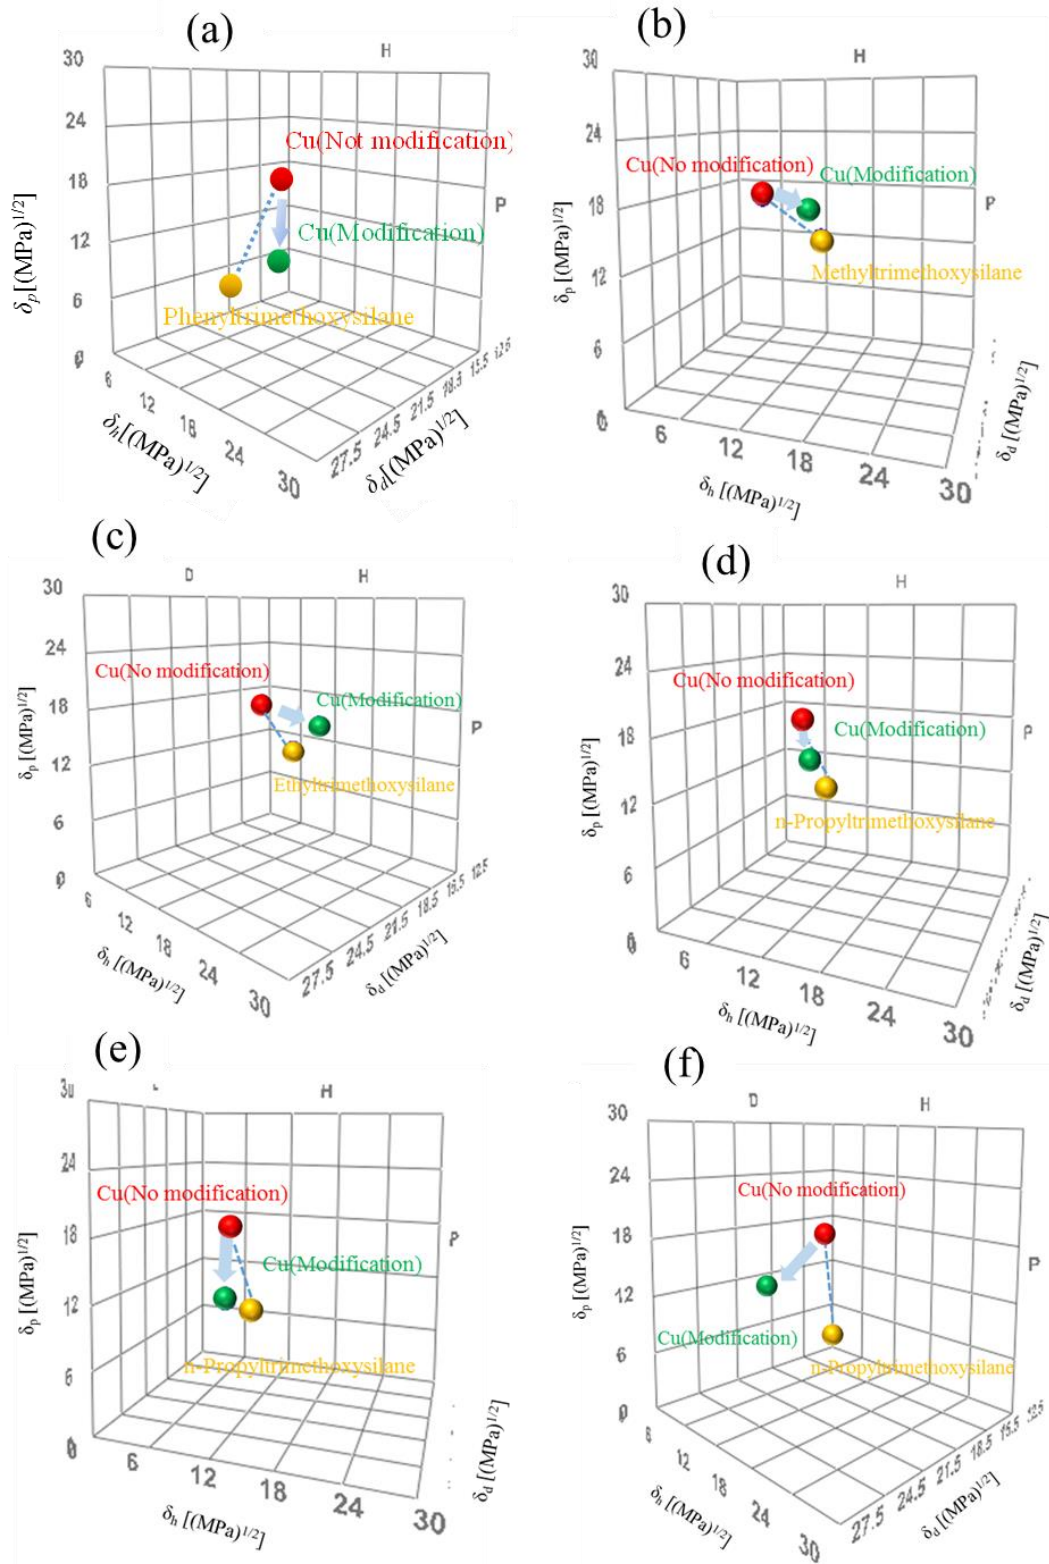 (a)
H
30
Cu(Not modification)
24
18
P
Cu(Modification)
12
δp[(MPa)1/2]
6
Phenyltrimethoxysilane
0
6
12
18
24
30
δh[(MPa)1/2]
27.5
24.5
21.5
18.5
15.5
12.5
δd[(MPa)1/2]
(b)
H
30
24
Cu(No modification)
Cu(Modification)
18
P
δp [(MPa)1/2]
Methyltrimethoxysilane
12
6
0
6
12
18
24
30
δh [(MPa)1/2]
δd [(MPa)1/2]
(c)
D
H
30
24
Cu(No modification)
Cu(Modification)
18
P
δp [(MPa)1/2]
12
Ethyltrimethoxysilane
6
0
6
12
18
24
30
δh [(MPa)1/2]
27.5
24.5
21.5
18.5
15.5
12.5
δd [(MPa)1/2]
(d)
H
30
24
Cu(No modification)
18
Cu(Modification)
P
δp [(MPa)1/2]
12
n-Propyltrimethoxysilane
6
0
6
12
18
24
30
δh [(MPa)1/2]
δd [(MPa)1/2]
(e)
H
30
24
Cu(No modification)
18
P
Cu(Modification)
δp [(MPa)1/2]
12
n-Propyltrimethoxysilane
6
0
6
12
18
24
30
δh [(MPa)1/2]
δd [(MPa)1/2]
(f)
D
H
30
24
Cu(No modification)
18
P
δp [(MPa)1/2]
12
Cu(Modification)
6
n-Propyltrimethoxysilane
0
6
12
18
24
30
δh [(MPa)1/2]
27.5
24.5
21.5
18.5
15.5
12.5
δd [(MPa)1/2]